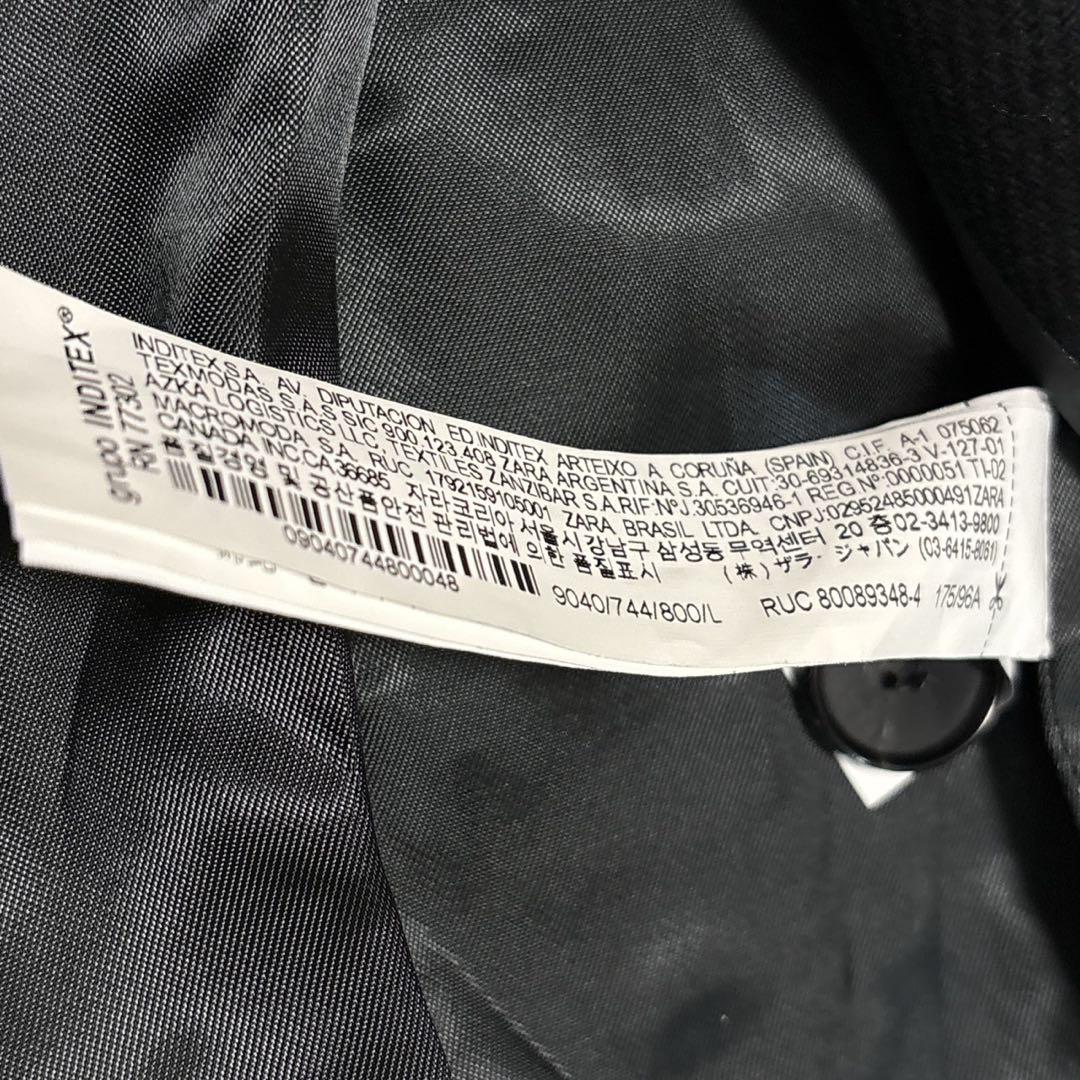 grupo INDITEX®
RN 77302
INDITEX,S.A. AV. DIPUTACION, ED.INDITEX ARTEIXO A CORUÑA (SPAIN) C.I.F. A-1 075062
TEXMODAS S.A.S SIC 900.123.408 ZARA ARGENTINA S.A. CUIT:30-69314836-3 V-127-01
AZKA LOGISTICS LLC TEXTILES ZANZIBAR S.A RIF:NºJ.30536946-1 REG.Nº:0000051 TI-02
MACROMODA S.A., RUC. 1792159105001 ZARA BRASIL LTDA. CNPJ:02952485000491 ZARA
CANADA INC.CA 36685 자라코리아 서울시강남구삼성동무역센터 20 층02-3413-9800
품질경영 및 공산품안전 관리법에 의한 품질표시 (株)ザラ・ジャパン (03-6415-8061)
09040744800048
9040/744/800/L
RUC 80089348-4 175/96A